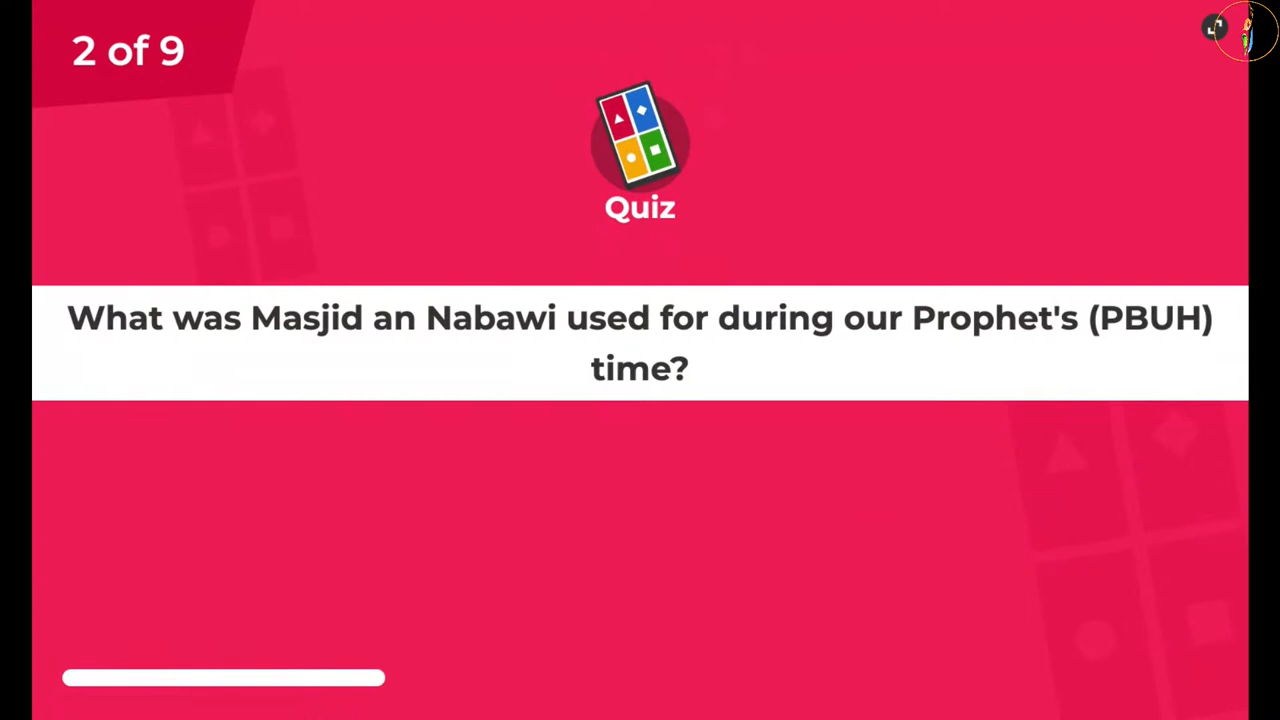 2 of 9
Quiz
What was Masjid an Nabawi used for during our Prophet's (PBUH)
time?